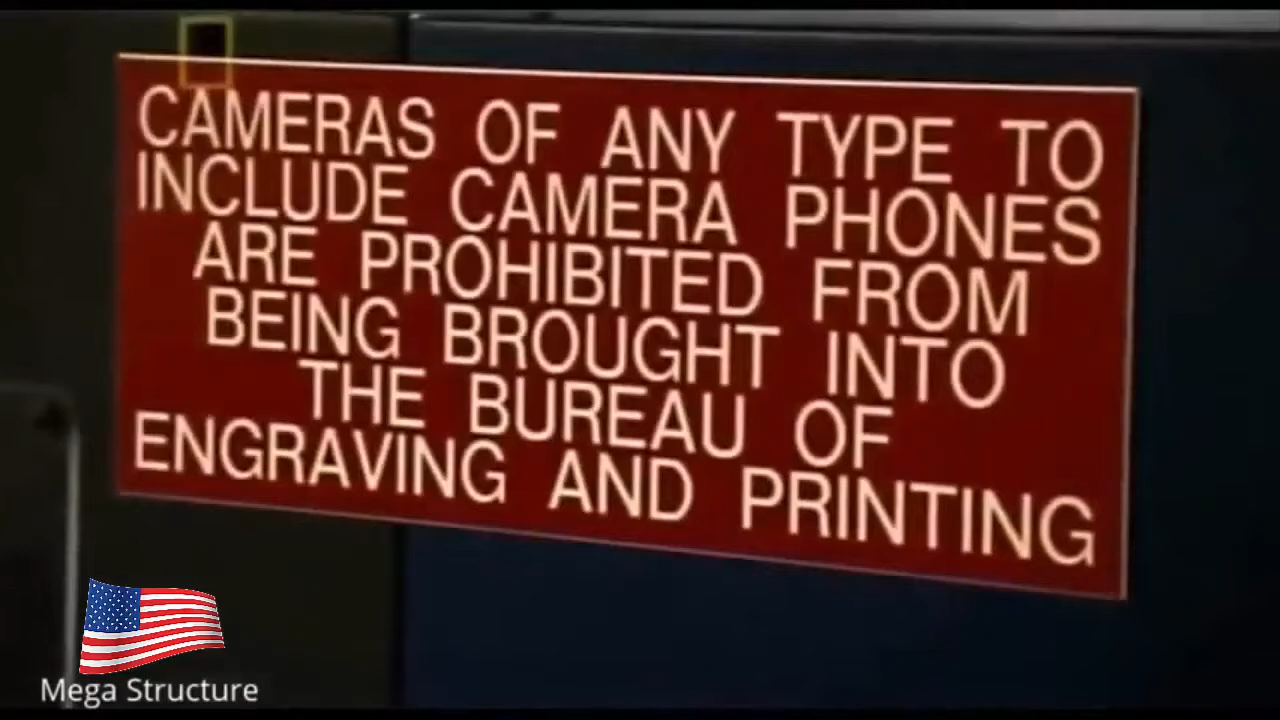 CAMERAS OF ANY TYPE TO
INCLUDE CAMERA PHONES
ARE PROHIBITED FROM
BEING BROUGHT INTO
THE BUREAU OF
ENGRAVING AND PRINTING
Mega Structure